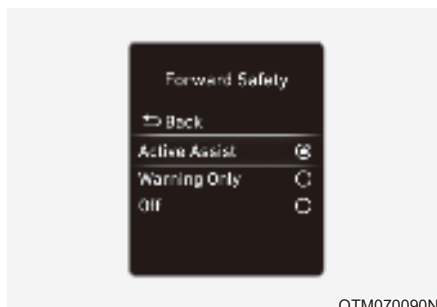 Forward Safety
Back
Active Assist
Warning Only
Off
OTM070090N